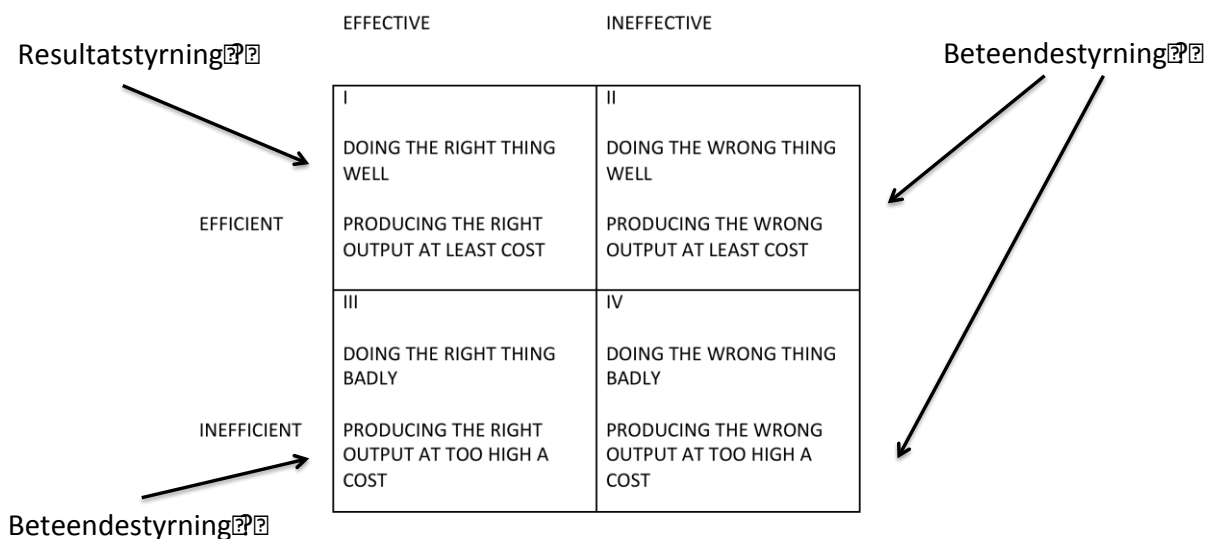 EFFECTIVE
INEFFECTIVE
Resultatstyrning
Beteendestyrning
I
DOING THE RIGHT THING
WELL
PRODUCING THE RIGHT
OUTPUT AT LEAST COST
II
DOING THE WRONG THING
WELL
PRODUCING THE WRONG
OUTPUT AT LEAST COST
EFFICIENT
III
DOING THE RIGHT THING
BADLY
PRODUCING THE RIGHT
OUTPUT AT TOO HIGH A
COST
IV
DOING THE WRONG THING
BADLY
PRODUCING THE WRONG
OUTPUT AT TOO HIGH A
COST
INEFFICIENT
Beteendestyrning